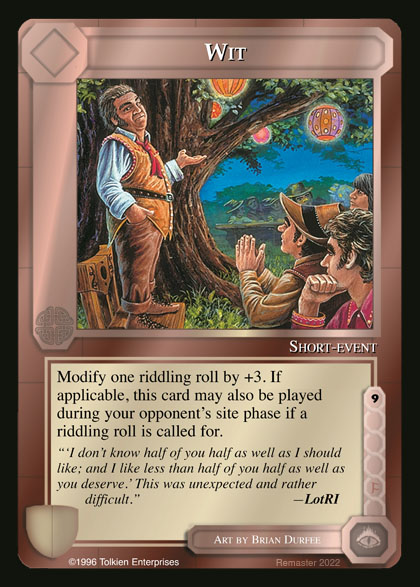 WIT
SHORT-EVENT
Modify one riddling roll by +3. If
applicable, this card may also be played
during your opponent's site phase if a
riddling roll is called for.
9
"‘I don't know half of you half as well as I should
like; and I like less than half of you half as well as
you deserve.’ This was unexpected and rather
difficult." –LotRI
R
ART BY BRIAN DURFEE
©1996 Tolkien Enterprises
Remaster 2022